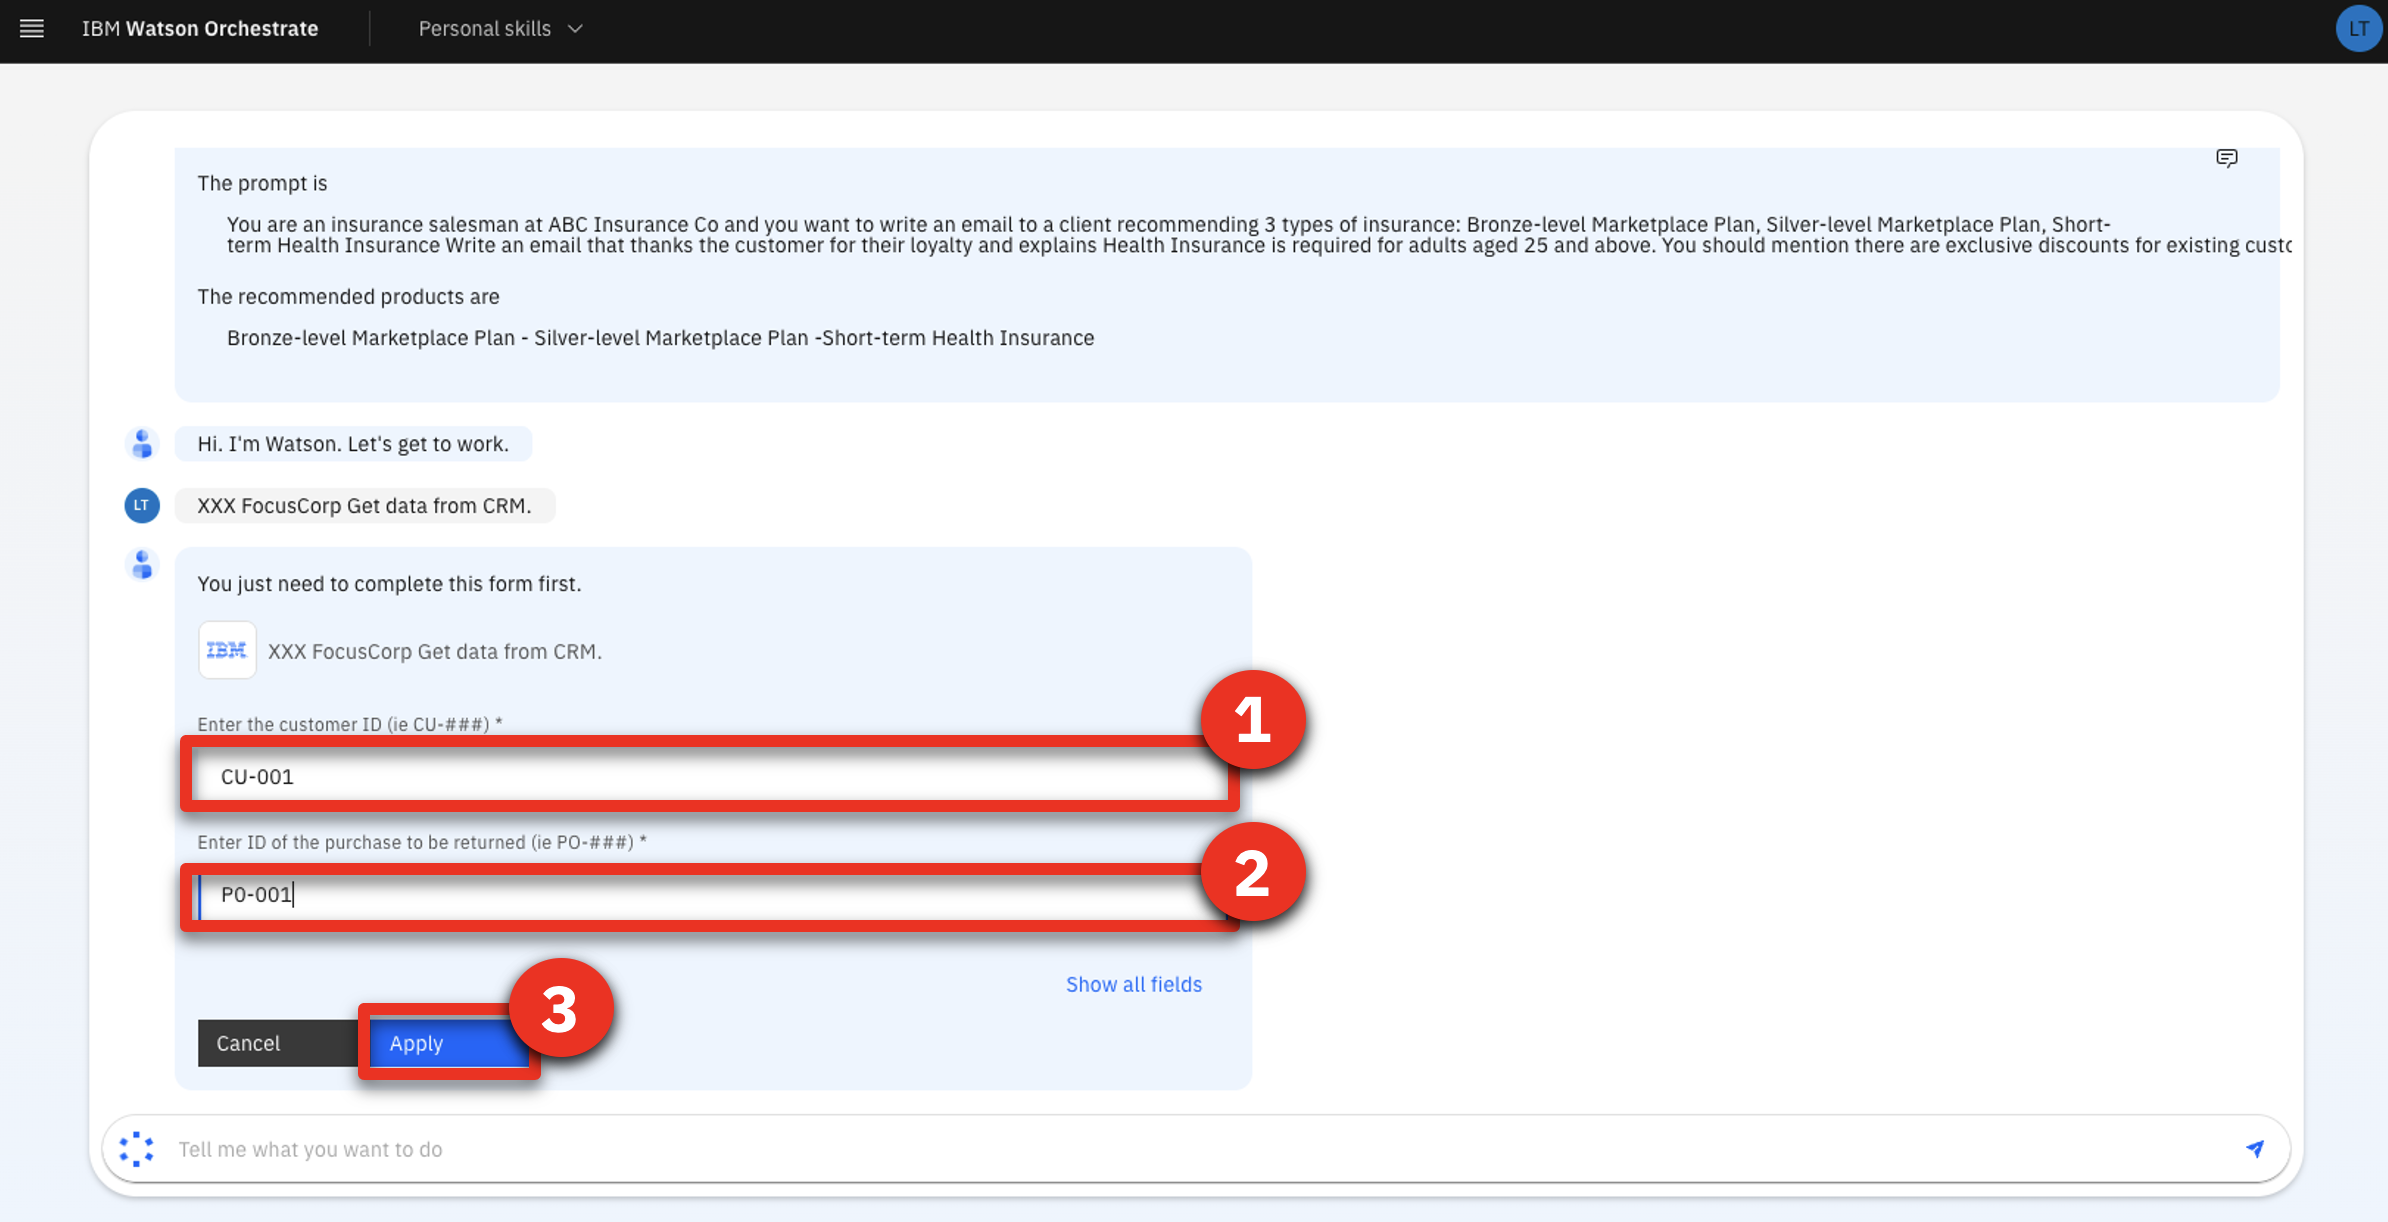 IBM Watson Orchestrate
Personal skills
LT
The prompt is
You are an insurance salesman at ABC Insurance Co and you want to write an email to a client recommending 3 types of insurance: Bronze-level Marketplace Plan, Silver-level Marketplace Plan, Short-
term Health Insurance Write an email that thanks the customer for their loyalty and explains Health Insurance is required for adults aged 25 and above. You should mention there are exclusive discounts for existing custo
The recommended products are
Bronze-level Marketplace Plan - Silver-level Marketplace Plan -Short-term Health Insurance
Hi. I'm Watson. Let's get to work.
LT
XXX FocusCorp Get data from CRM.
You just need to complete this form first.
IBM
XXX FocusCorp Get data from CRM.
Enter the customer ID (ie CU-###) *
1
CU-001
Enter ID of the purchase to be returned (ie PO-###) *
2
P0-001
Show all fields
3
Cancel
Apply
Tell me what you want to do